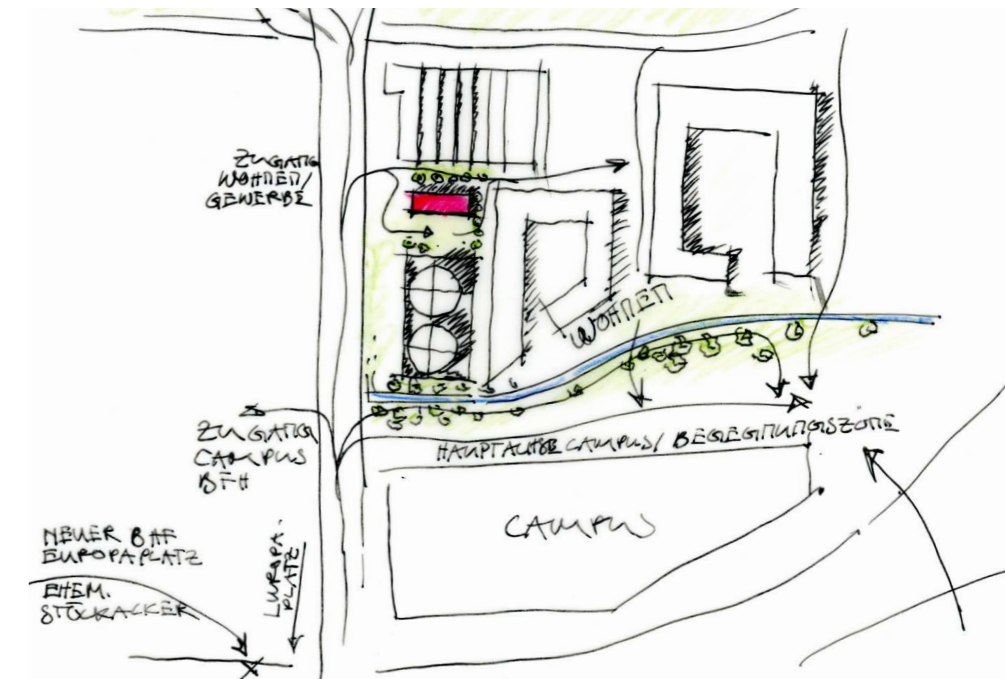 ZUGANG
WOHNEN/
GEWERBE
WOHNEN
ZUGANG
CAMPUS
BFH
HAUPTACHSE CAMPUS/ BEGEGNUNGSZONE
CAMPUS
NEUER BHF
EUROPAPLATZ
EHEM.
STÖCKACKER
EUROPA-
PLATZ